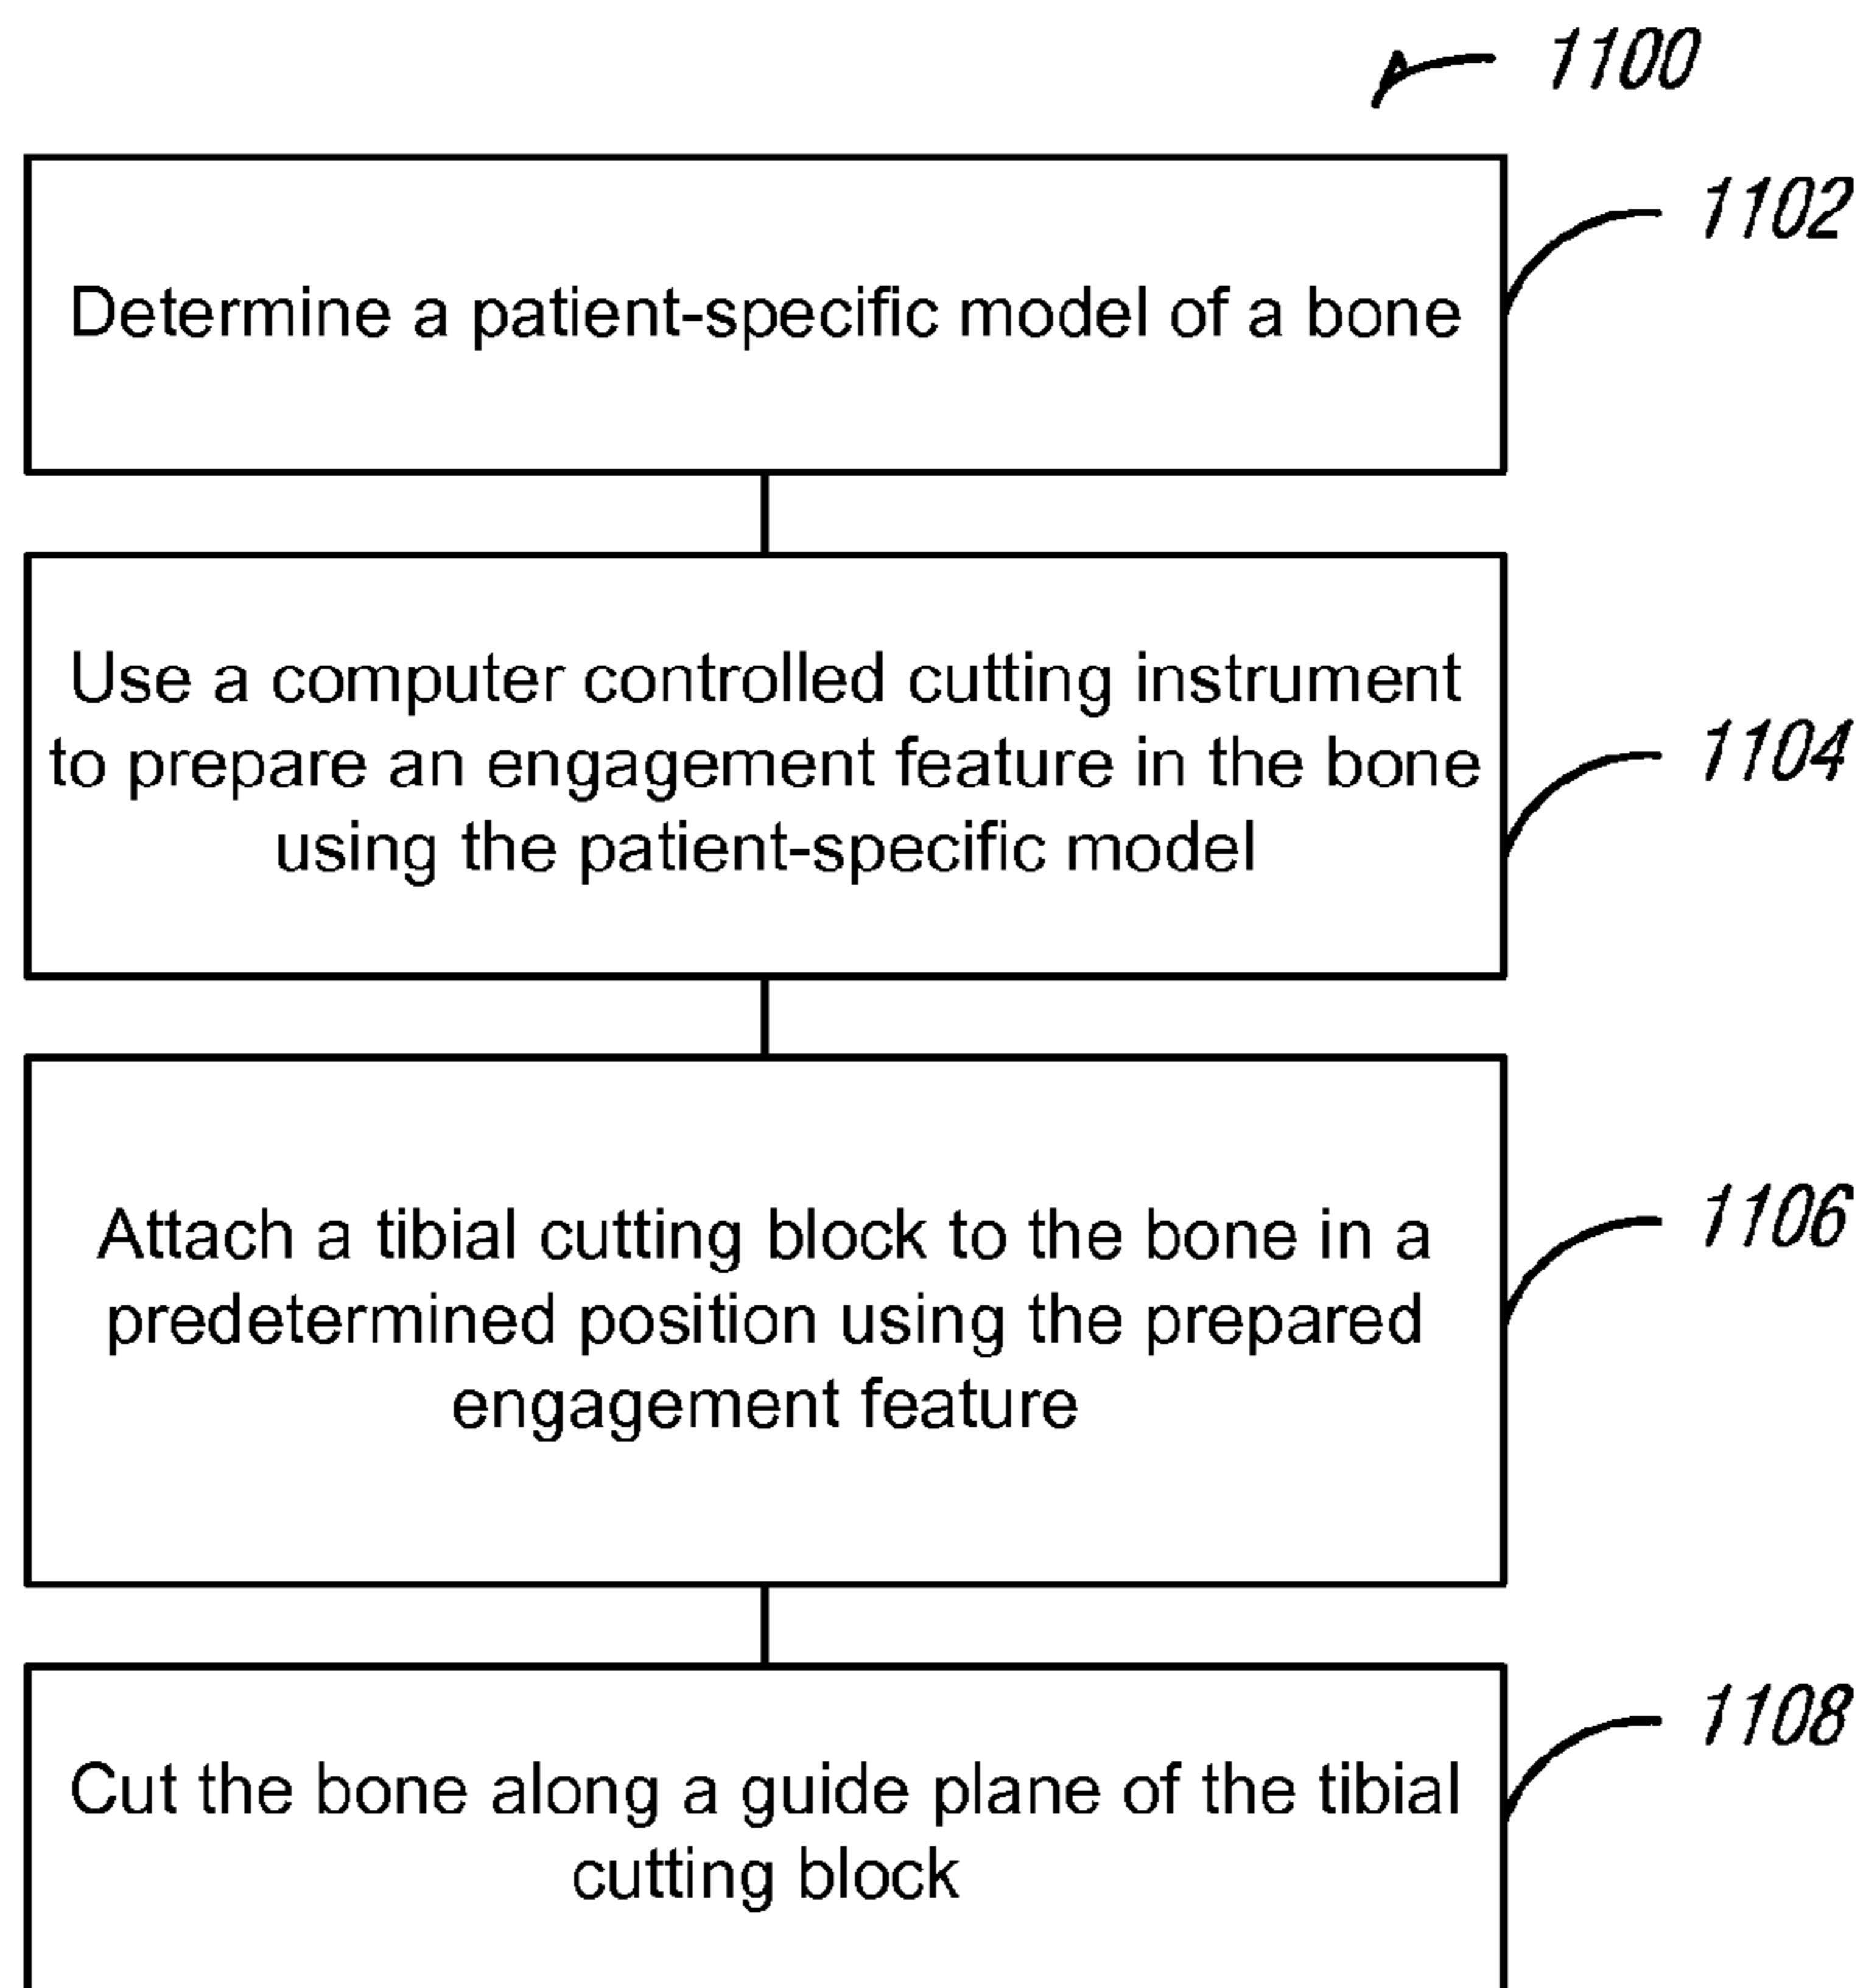 1100
1102
Determine a patient-specific model of a bone
Use a computer controlled cutting instrument
to prepare an engagement feature in the bone
1104
using the patient-specific model
1106
Attach a tibial cutting block to the bone in a
predetermined position using the prepared
engagement feature
1108
Cut the bone along a guide plane of the tibial
cutting block